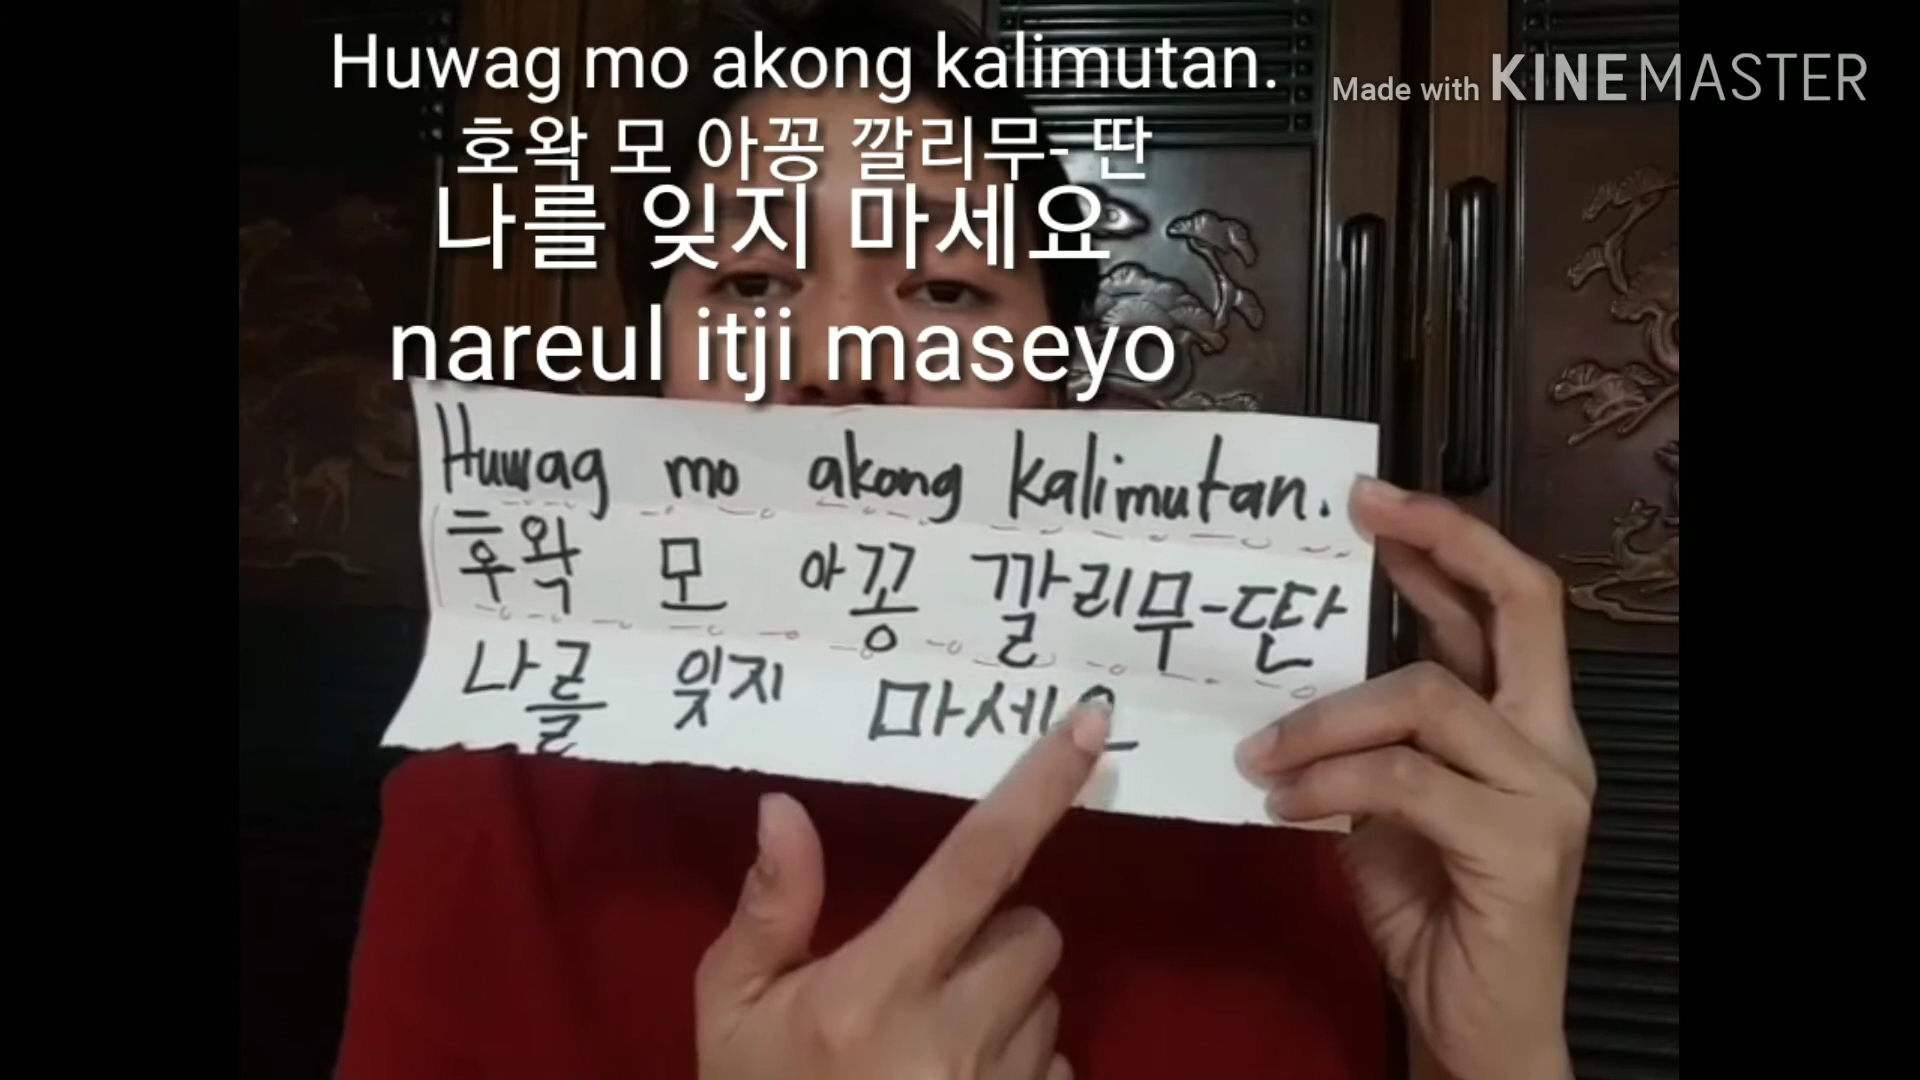 Huwag mo akong kalimutan.
Made with KINEMASTER
호왁 모 아꽁 깔리무- 딴
나를 잊지 마세요
nareul itji maseyo
Huwag mo akong kalimutan.
후왁 모 아꽁 깔리무-딴
나를 잊지 마세요